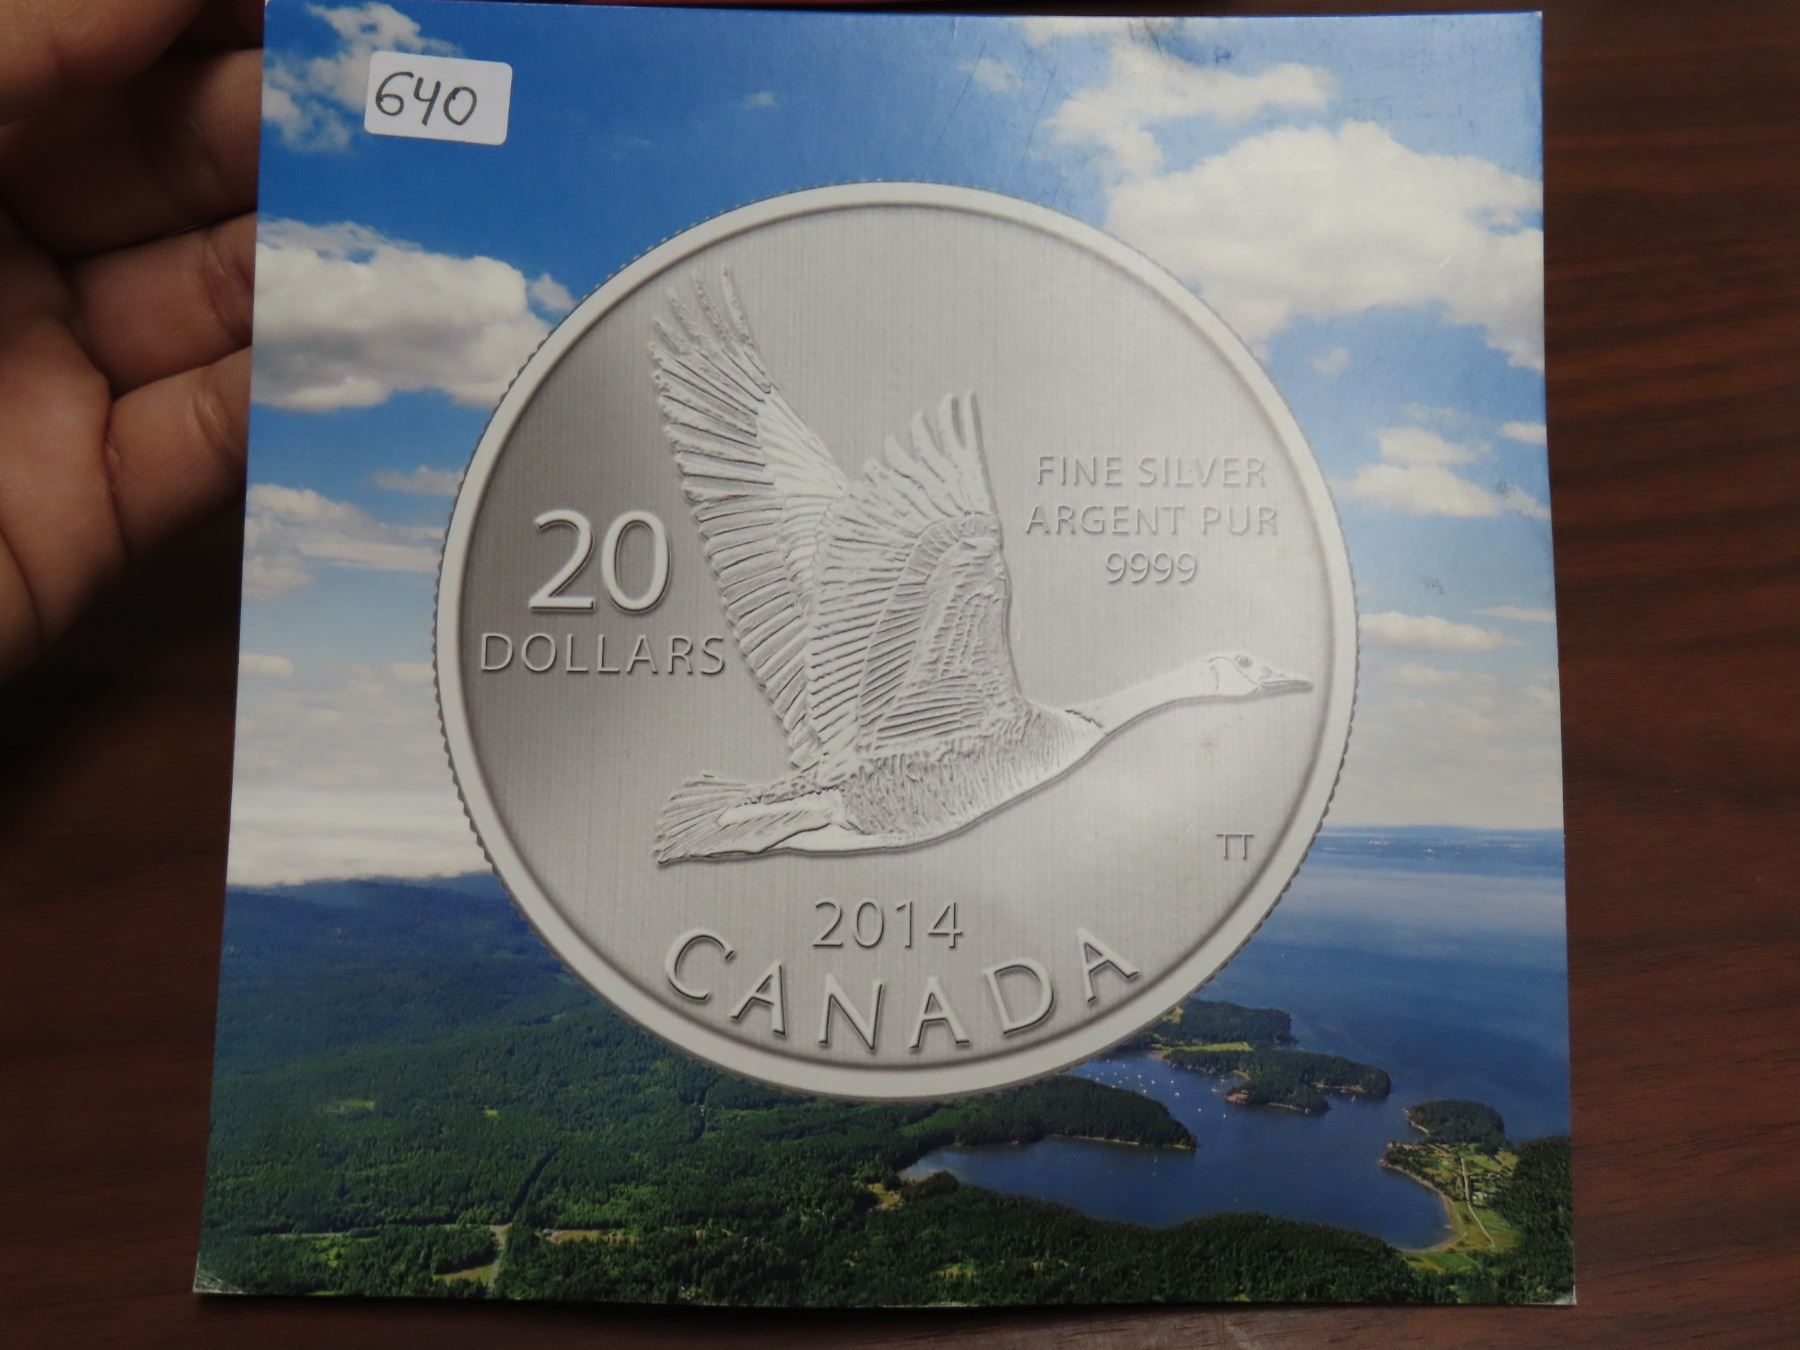 640
20
DOLLARS
FINE SILVER
ARGENT PUR
9999
TT
2014
CANADA